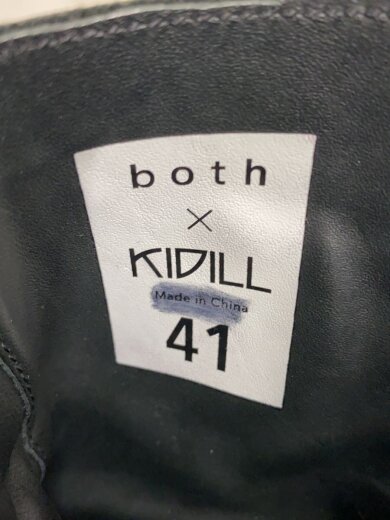 both
×
KIDILL
Made in China
41